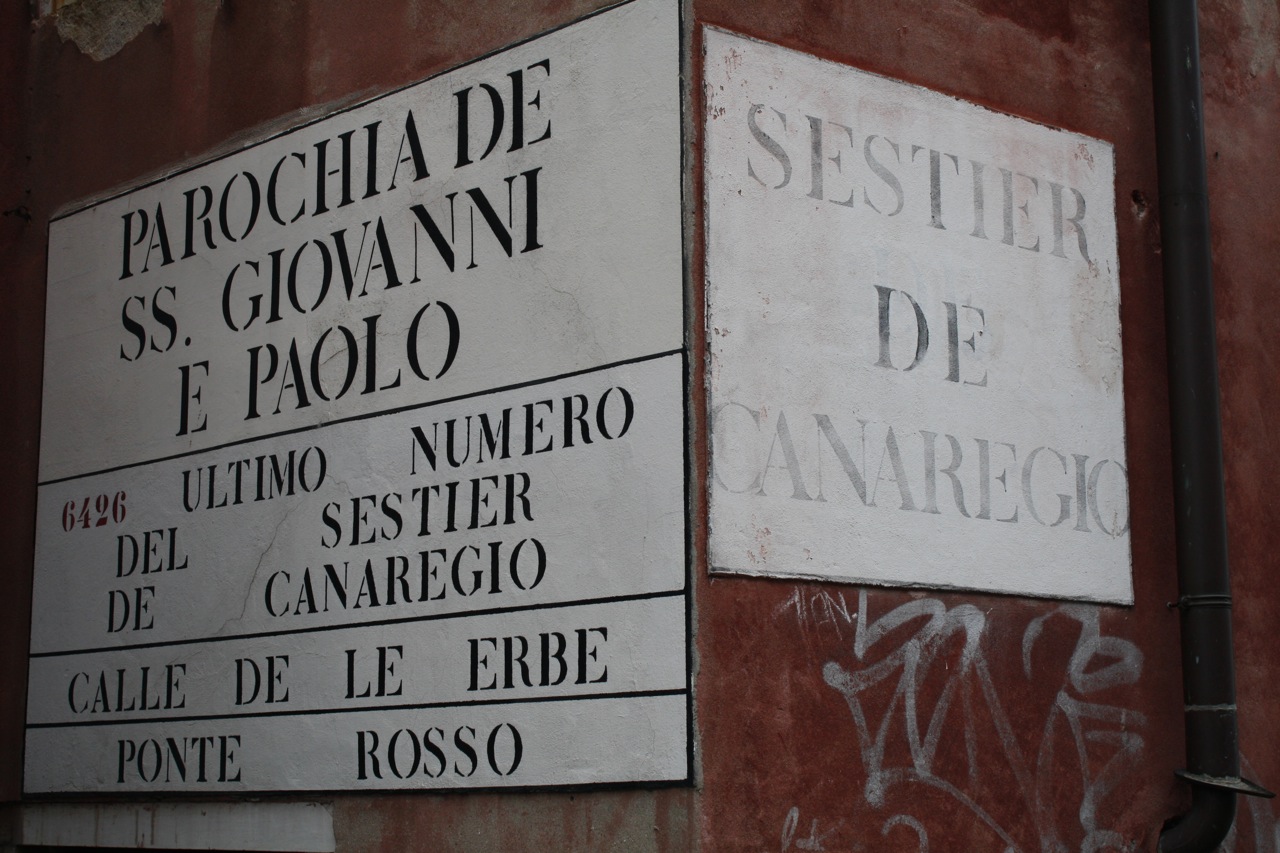 PAROCHIA DE
SS. GIOVANNI
E PAOLO
6426 ULTIMO NUMERO
DEL SESTIER
DE CANAREGIO
CALLE DE LE ERBE
PONTE ROSSO
SESTIER
DE
CANAREGIO